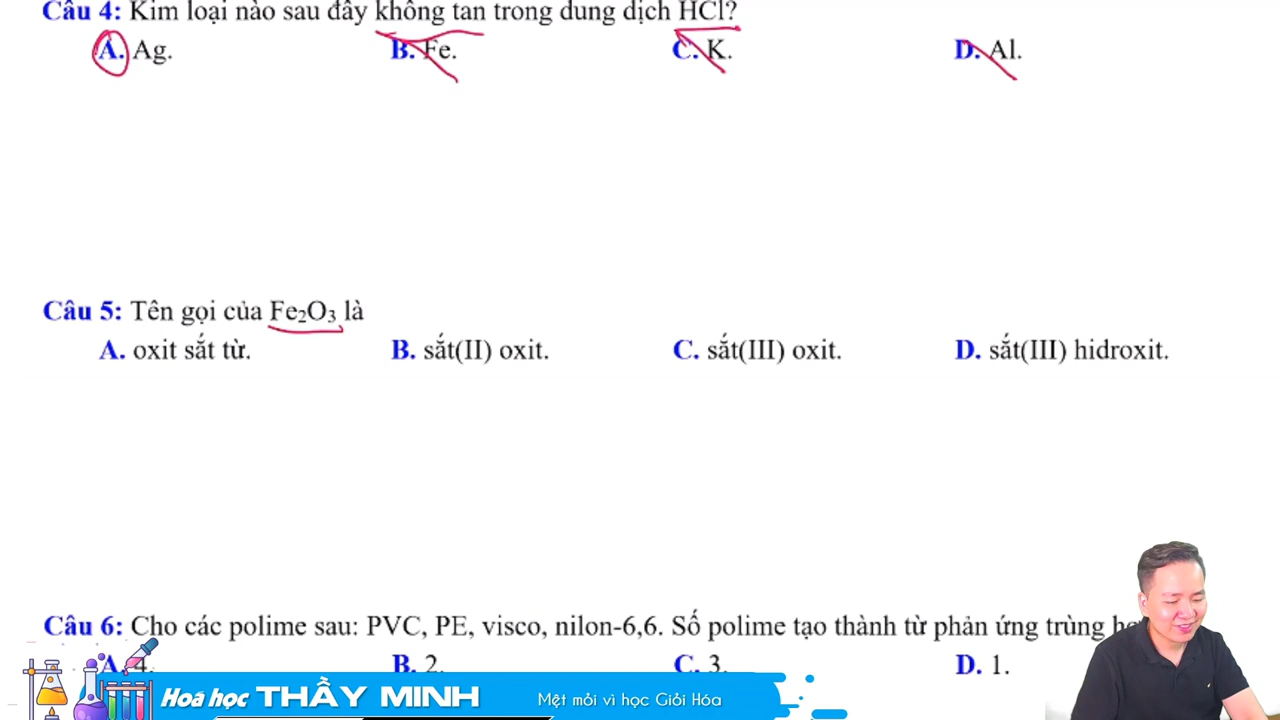 Câu 4: Kim loại nào sau đây không tan trong dung dịch HCl?
A. Ag. B. Fe. C. K. D. Al.
Câu 5: Tên gọi của Fe₂O₃ là
A. oxit sắt từ. B. sắt(II) oxit. C. sắt(III) oxit. D. sắt(III) hidroxit.
Câu 6: Cho các polime sau: PVC, PE, visco, nilon-6,6. Số polime tạo thành từ phản ứng trùng
A. 4. B. 2. C. 3. D. 1.
Hoá học THẦY MINH Mệt mỏi vì học Giỏi Hóa